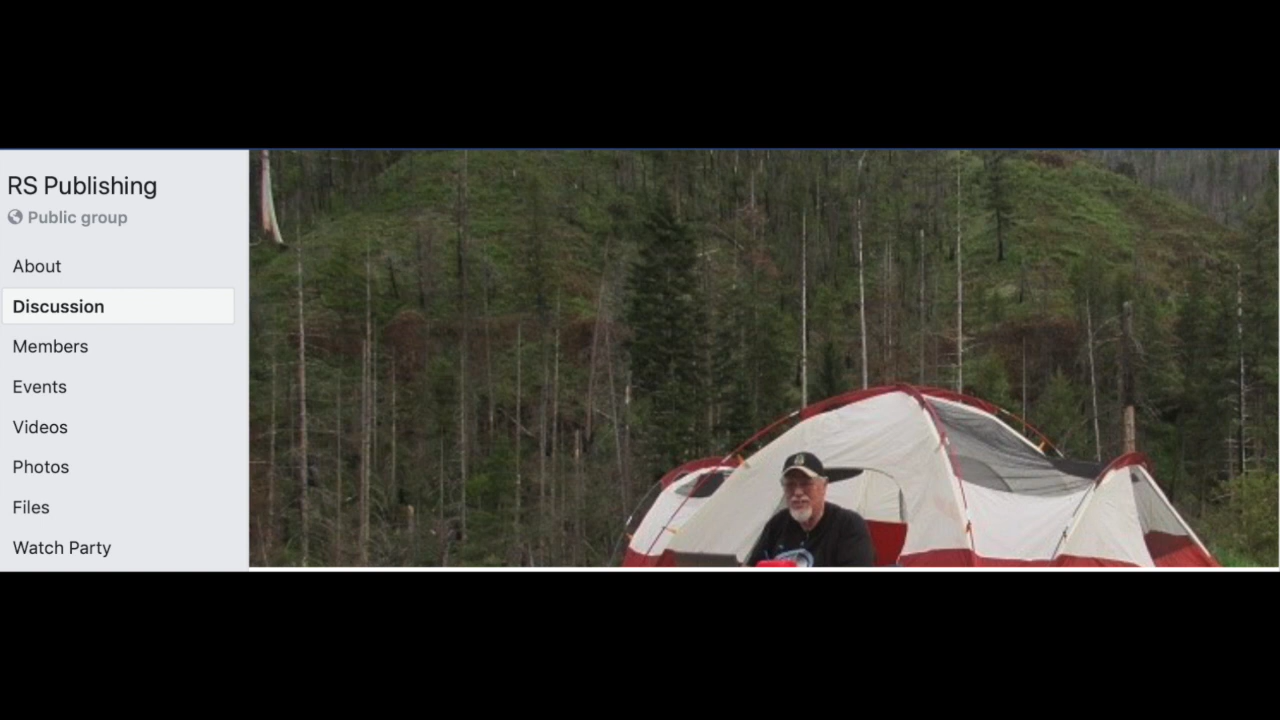 RS Publishing
Public group
About
Discussion
Members
Events
Videos
Photos
Files
Watch Party